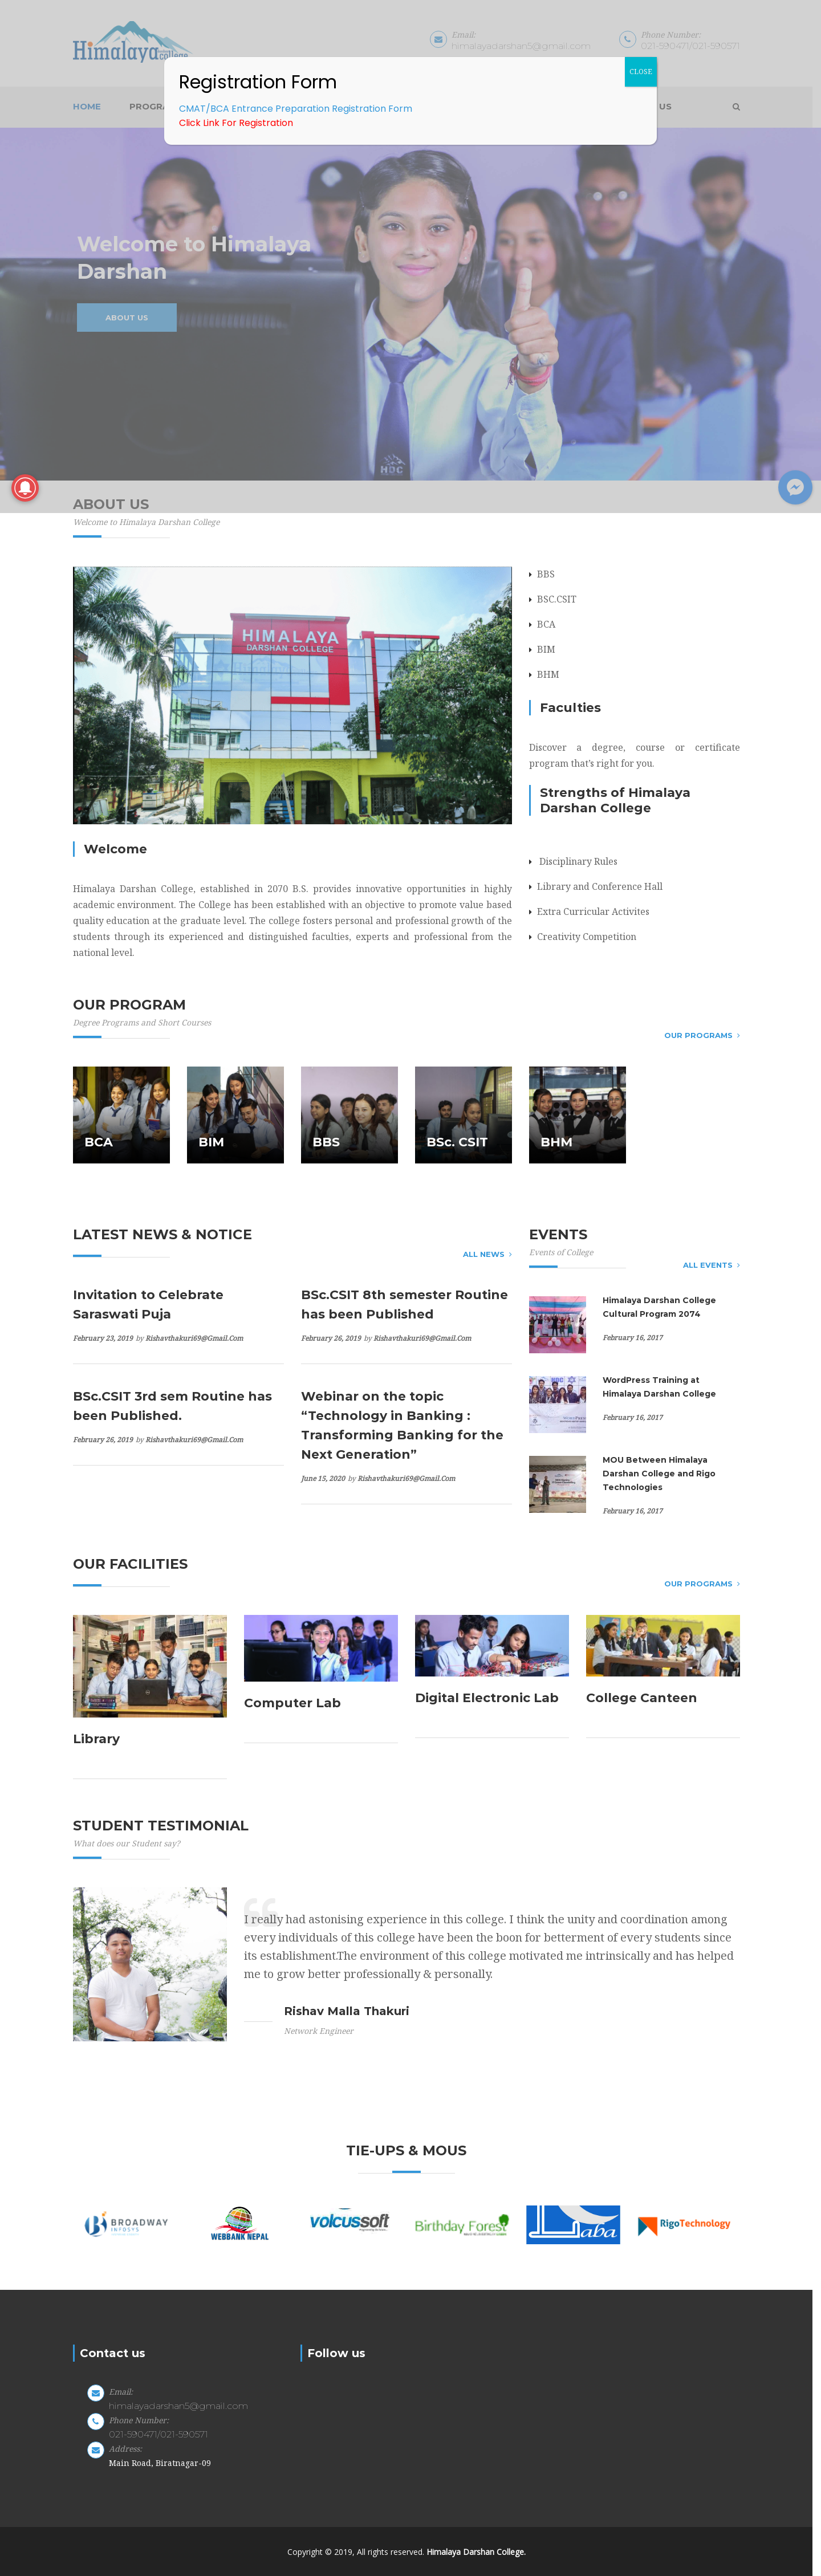 Himalaya
Darshan college
Email:
himalayadarshan5@gmail.com
Phone Number:
021-590471/021-590571
Registration Form
CLOSE
CMAT/BCA Entrance Preparation Registration Form
Click Link For Registration
HOME
PROGRA
US
Welcome to Himalaya
Darshan
ABOUT US
HDC
ABOUT US
Welcome to Himalaya Darshan College
HIMALAYA
DARSHAN COLLEGE
Welcome
Himalaya Darshan College, established in 2070 B.S. provides innovative opportunities in highly
academic environment. The College has been established with an objective to promote value based
quality education at the graduate level. The college fosters personal and professional growth of the
students through its experienced and distinguished faculties, experts and professional from the
national level.
BBS
BSC.CSIT
BCA
BIM
BHM
Faculties
Discover a degree, course or certificate
program that's right for you.
Strengths of Himalaya
Darshan College
Disciplinary Rules
Library and Conference Hall
Extra Curricular Activites
Creativity Competition
OUR PROGRAM
Degree Programs and Short Courses
OUR PROGRAMS
BCA
BIM
BBS
BSc. CSIT
BHM
LATEST NEWS & NOTICE
ALL NEWS
Invitation to Celebrate
Saraswati Puja
February 23, 2019 by Rishavthakuri69@Gmail.Com
BSc.CSIT 8th semester Routine
has been Published
February 26, 2019 by Rishavthakuri69@Gmail.Com
BSc.CSIT 3rd sem Routine has
been Published.
February 26, 2019 by Rishavthakuri69@Gmail.Com
Webinar on the topic
“Technology in Banking :
Transforming Banking for the
Next Generation”
June 15, 2020 by Rishavthakuri69@Gmail.Com
EVENTS
Events of College
ALL EVENTS
Himalaya Darshan College
Cultural Program 2074
February 16, 2017
WordPress Training at
Himalaya Darshan College
February 16, 2017
MOU Between Himalaya
Darshan College and Rigo
Technologies
February 16, 2017
OUR FACILITIES
OUR PROGRAMS
Library
Computer Lab
Digital Electronic Lab
College Canteen
STUDENT TESTIMONIAL
What does our Student say?
I really had astonising experience in this college. I think the unity and coordination among
every individuals of this college have been the boon for betterment of every students since
its establishment.The environment of this college motivated me intrinsically and has helped
me to grow better professionally & personally.
Rishav Malla Thakuri
Network Engineer
TIE-UPS & MOUS
BROADWAY
INFOSYS
WEBBANK NEPAL
volcussoft
Birthday Forest
Laba
RigoTechnology
Contact us
Email:
himalayadarshan5@gmail.com
Phone Number:
021-590471/021-590571
Address:
Main Road, Biratnagar-09
Follow us
Copyright © 2019, All rights reserved. Himalaya Darshan College.